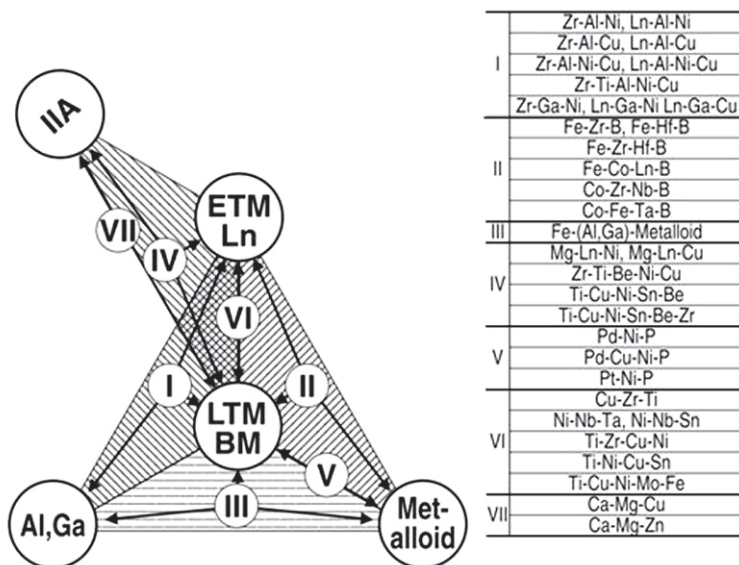 IIA
ETM
Ln
VII
IV
VI
I
II
LTM
BM
V
III
Al,Ga
Met-
alloid
I
Zr-Al-Ni, Ln-Al-Ni
Zr-Al-Cu, Ln-Al-Cu
Zr-Al-Ni-Cu, Ln-Al-Ni-Cu
Zr-Ti-Al-Ni-Cu
Zr-Ga-Ni, Ln-Ga-Ni Ln-Ga-Cu
II
Fe-Zr-B, Fe-Hf-B
Fe-Zr-Hf-B
Fe-Co-Ln-B
Co-Zr-Nb-B
Co-Fe-Ta-B
III
Fe-(Al,Ga)-Metalloid
IV
Mg-Ln-Ni, Mg-Ln-Cu
Zr-Ti-Be-Ni-Cu
Ti-Cu-Ni-Sn-Be
Ti-Cu-Ni-Sn-Be-Zr
V
Pd-Ni-P
Pd-Cu-Ni-P
Pt-Ni-P
VI
Cu-Zr-Ti
Ni-Nb-Ta, Ni-Nb-Sn
Ti-Zr-Cu-Ni
Ti-Ni-Cu-Sn
Ti-Cu-Ni-Mo-Fe
VII
Ca-Mg-Cu
Ca-Mg-Zn